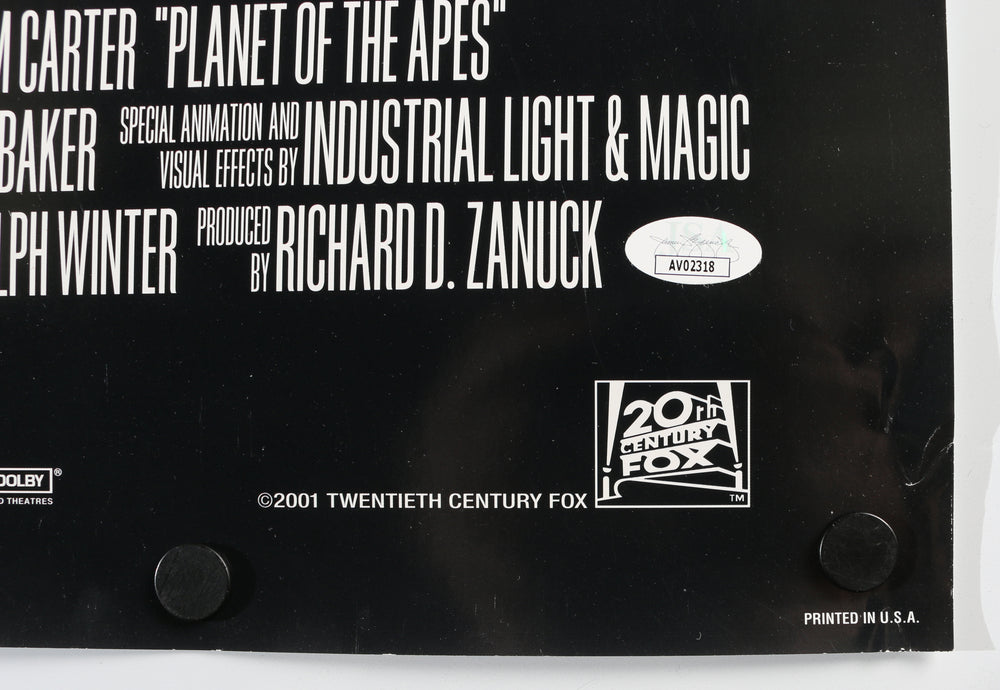 M CARTER "PLANET OF THE APES"
BAKER SPECIAL ANIMATION AND VISUAL EFFECTS BY INDUSTRIAL LIGHT & MAGIC
LPH WINTER PRODUCED BY RICHARD D. ZANUCK
AV02318
20TH
CENTURY
FOX
TM
DOLBY®
D THEATRES
©2001 TWENTIETH CENTURY FOX
PRINTED IN U.S.A.